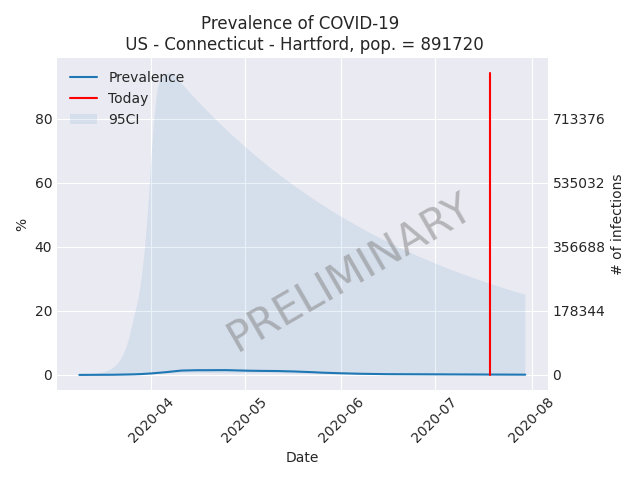 Prevalence of COVID-19
US - Connecticut - Hartford, pop. = 891720
Prevalence
Today
95CI
80
60
40
20
0
%
713376
535032
356688
178344
0
# of infections
PRELIMINARY
2020-04
2020-05
2020-06
2020-07
2020-08
Date